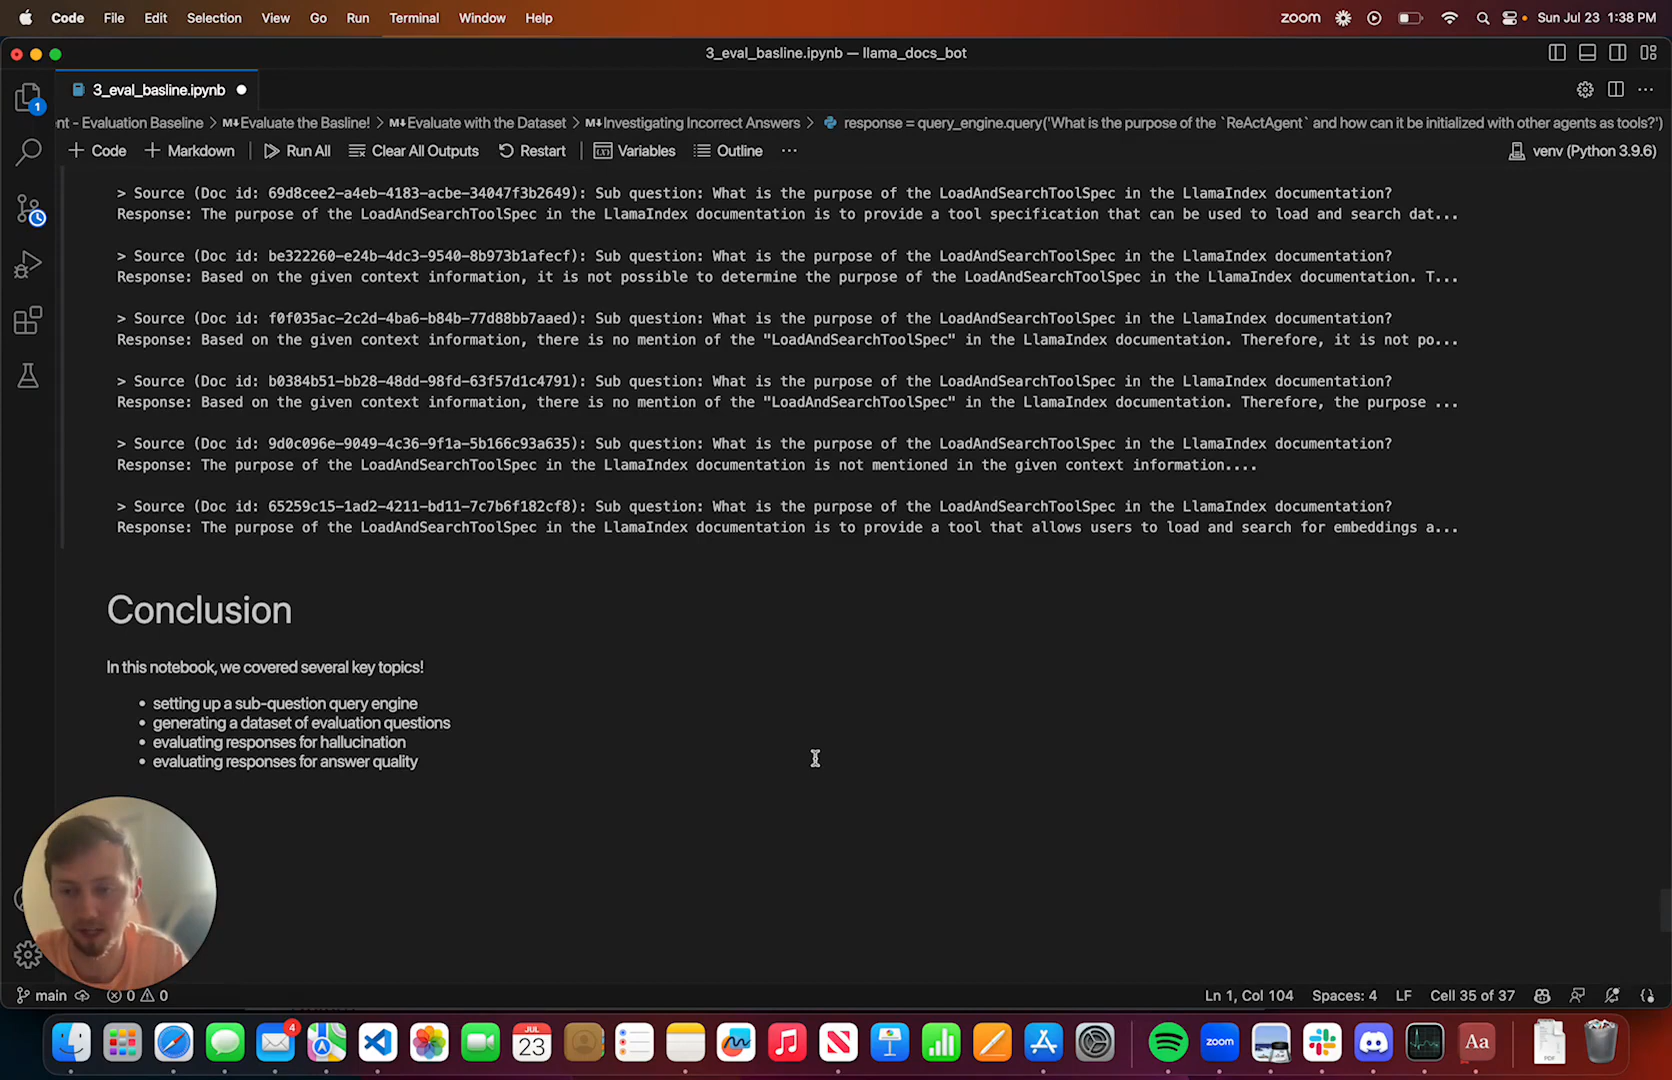 Code File Edit Selection View Go Run Terminal Window Help zoom Sun Jul 23 1:38 PM
3_eval_basline.ipynb — llama_docs_bot
1 3_eval_basline.ipynb
nt - Evaluation Baseline > M↓Evaluate the Basline! > M↓Evaluate with the Dataset > M↓Investigating Incorrect Answers > response = query_engine.query('What is the purpose of the `ReActAgent` and how can it be initialized with other agents as tools?')
+ Code + Markdown Run All Clear All Outputs Restart Variables Outline ... venv (Python 3.9.6)
> Source (Doc id: 69d8cee2-a4eb-4183-acbe-34047f3b2649): Sub question: What is the purpose of the LoadAndSearchToolSpec in the LlamaIndex documentation?
Response: The purpose of the LoadAndSearchToolSpec in the LlamaIndex documentation is to provide a tool specification that can be used to load and search dat...
> Source (Doc id: be322260-e24b-4dc3-9540-8b973b1afecf): Sub question: What is the purpose of the LoadAndSearchToolSpec in the LlamaIndex documentation?
Response: Based on the given context information, it is not possible to determine the purpose of the LoadAndSearchToolSpec in the LlamaIndex documentation. T...
> Source (Doc id: f0f035ac-2c2d-4ba6-b84b-77d88bb7aaed): Sub question: What is the purpose of the LoadAndSearchToolSpec in the LlamaIndex documentation?
Response: Based on the given context information, there is no mention of the "LoadAndSearchToolSpec" in the LlamaIndex documentation. Therefore, it is not po...
> Source (Doc id: b0384b51-bb28-48dd-98fd-63f57d1c4791): Sub question: What is the purpose of the LoadAndSearchToolSpec in the LlamaIndex documentation?
Response: Based on the given context information, there is no mention of the "LoadAndSearchToolSpec" in the LlamaIndex documentation. Therefore, the purpose ...
> Source (Doc id: 9d0c096e-9049-4c36-9f1a-5b166c93a635): Sub question: What is the purpose of the LoadAndSearchToolSpec in the LlamaIndex documentation?
Response: The purpose of the LoadAndSearchToolSpec in the LlamaIndex documentation is not mentioned in the given context information....
> Source (Doc id: 65259c15-1ad2-4211-bd11-7c7b6f182cf8): Sub question: What is the purpose of the LoadAndSearchToolSpec in the LlamaIndex documentation?
Response: The purpose of the LoadAndSearchToolSpec in the LlamaIndex documentation is to provide a tool that allows users to load and search for embeddings a...
Conclusion
In this notebook, we covered several key topics!
• setting up a sub-question query engine
• generating a dataset of evaluation questions
• evaluating responses for hallucination
• evaluating responses for answer quality
main 0 0 Ln 1, Col 104 Spaces: 4 LF Cell 35 of 37
4 JUL 23 zoom Aa PDF